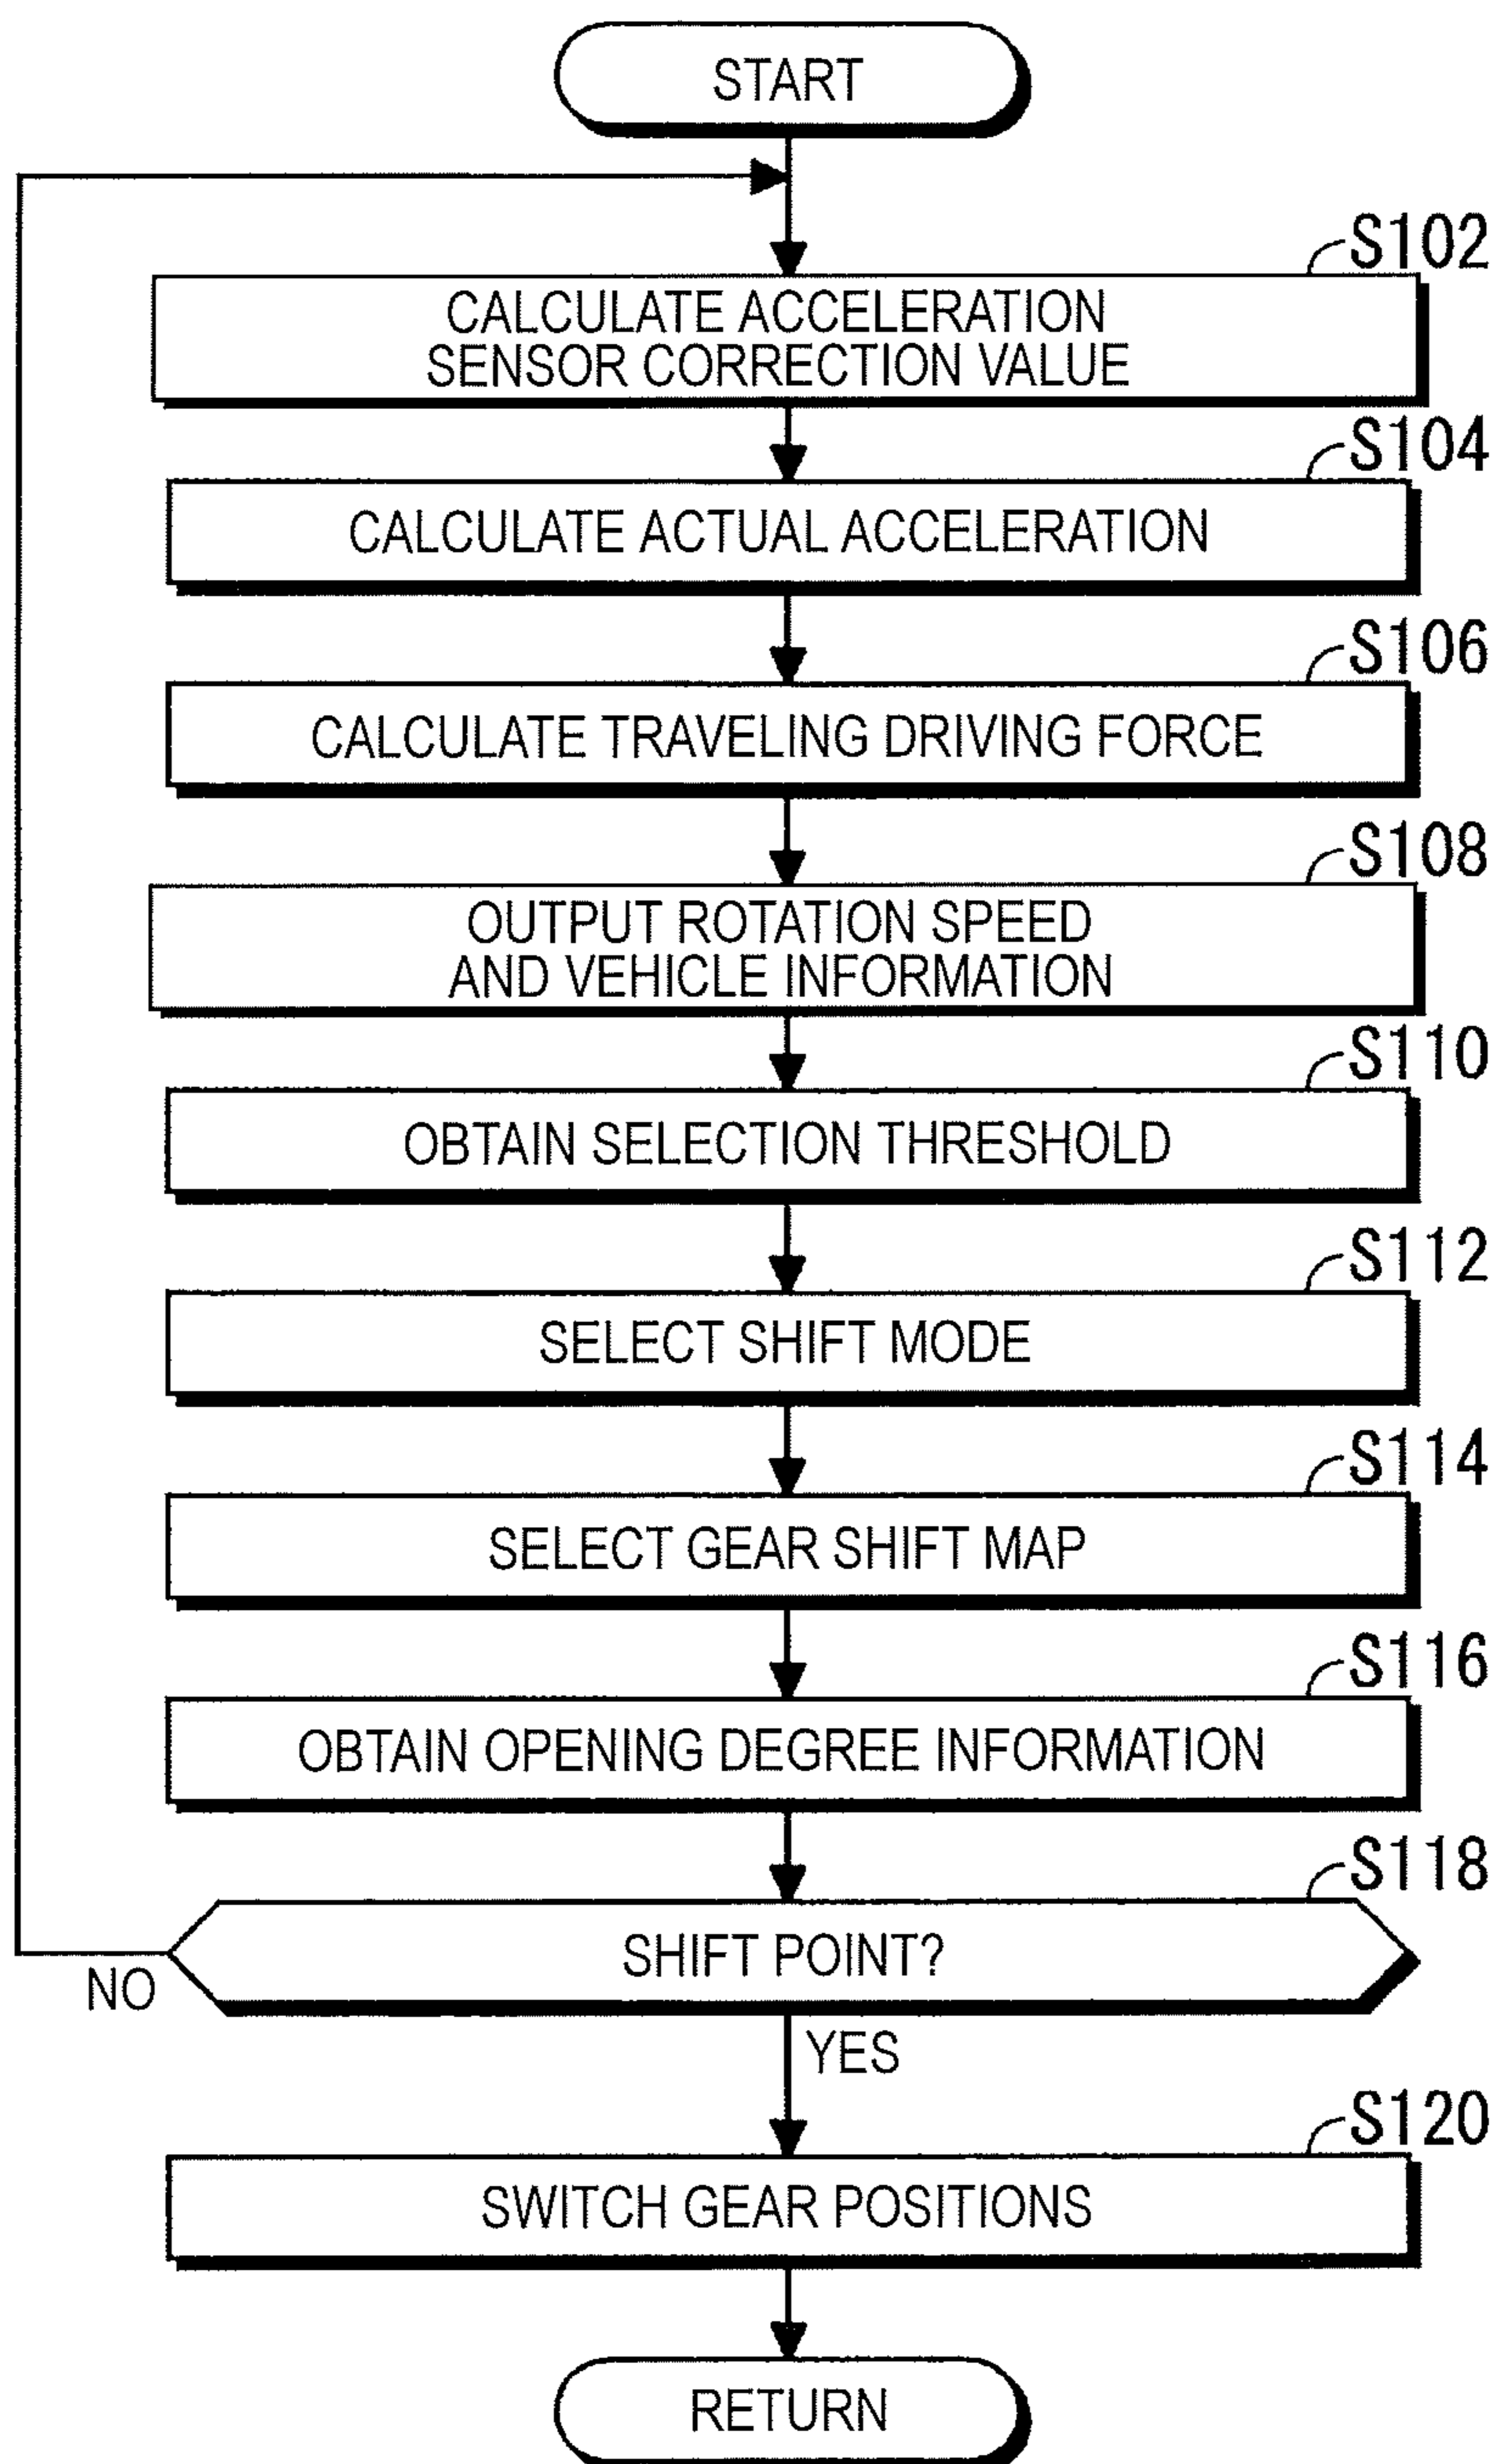 START
S102
CALCULATE ACCELERATION
SENSOR CORRECTION VALUE
S104
CALCULATE ACTUAL ACCELERATION
S106
CALCULATE TRAVELING DRIVING FORCE
S108
OUTPUT ROTATION SPEED
AND VEHICLE INFORMATION
S110
OBTAIN SELECTION THRESHOLD
S112
SELECT SHIFT MODE
S114
SELECT GEAR SHIFT MAP
S116
OBTAIN OPENING DEGREE INFORMATION
S118
SHIFT POINT?
NO
YES
S120
SWITCH GEAR POSITIONS
RETURN